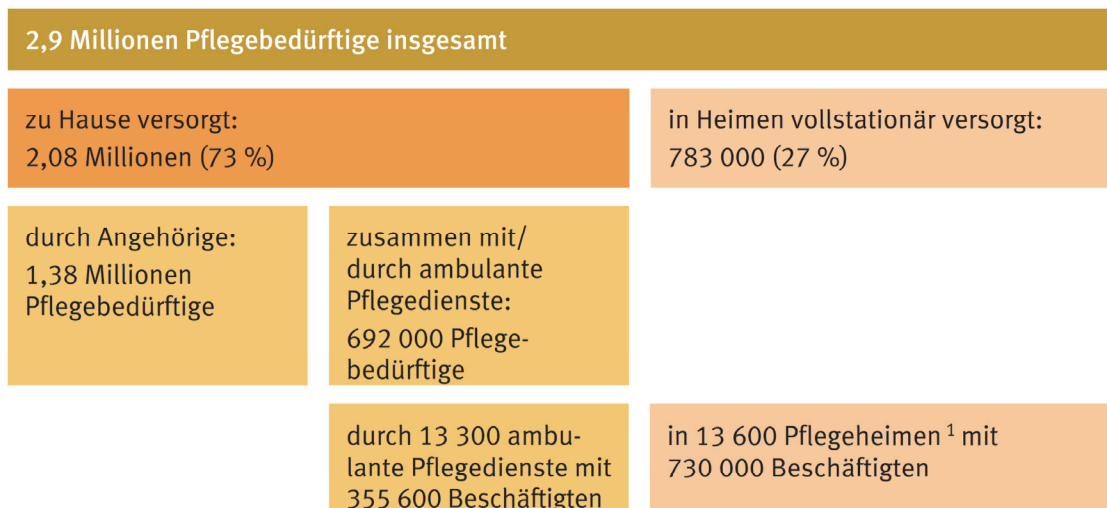 2,9 Millionen Pflegebedürftige insgesamt
zu Hause versorgt:
2,08 Millionen (73 %)
in Heimen vollstationär versorgt:
783 000 (27 %)
durch Angehörige:
1,38 Millionen
Pflegebedürftige
zusammen mit/
durch ambulante
Pflegedienste:
692 000 Pflege-
bedürftige
durch 13 300 ambu-
lante Pflegedienste mit
355 600 Beschäftigten
in 13 600 Pflegeheimen ¹ mit
730 000 Beschäftigten